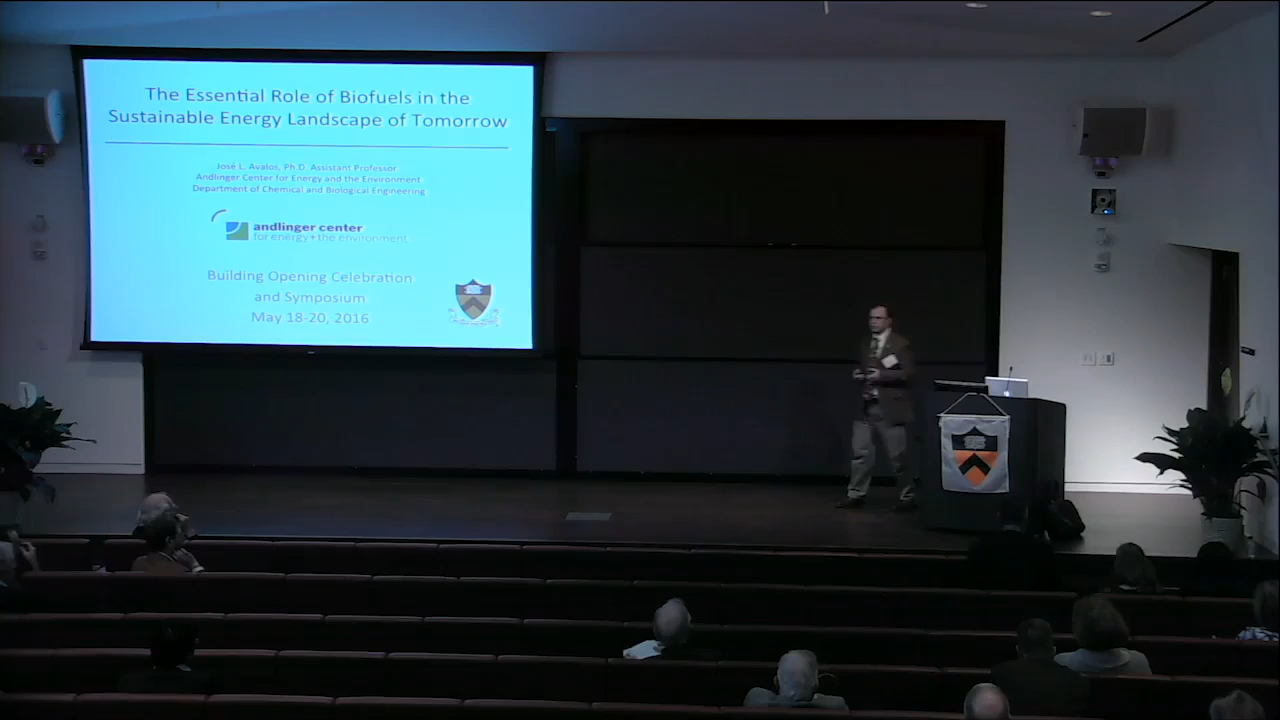 The Essential Role of Biofuels in the
Sustainable Energy Landscape of Tomorrow
José L. Avalos, Ph.D. Assistant Professor
Andlinger Center for Energy and the Environment
Department of Chemical and Biological Engineering
andlinger center
for energy+the environment
Building Opening Celebration
and Symposium
May 18-20, 2016